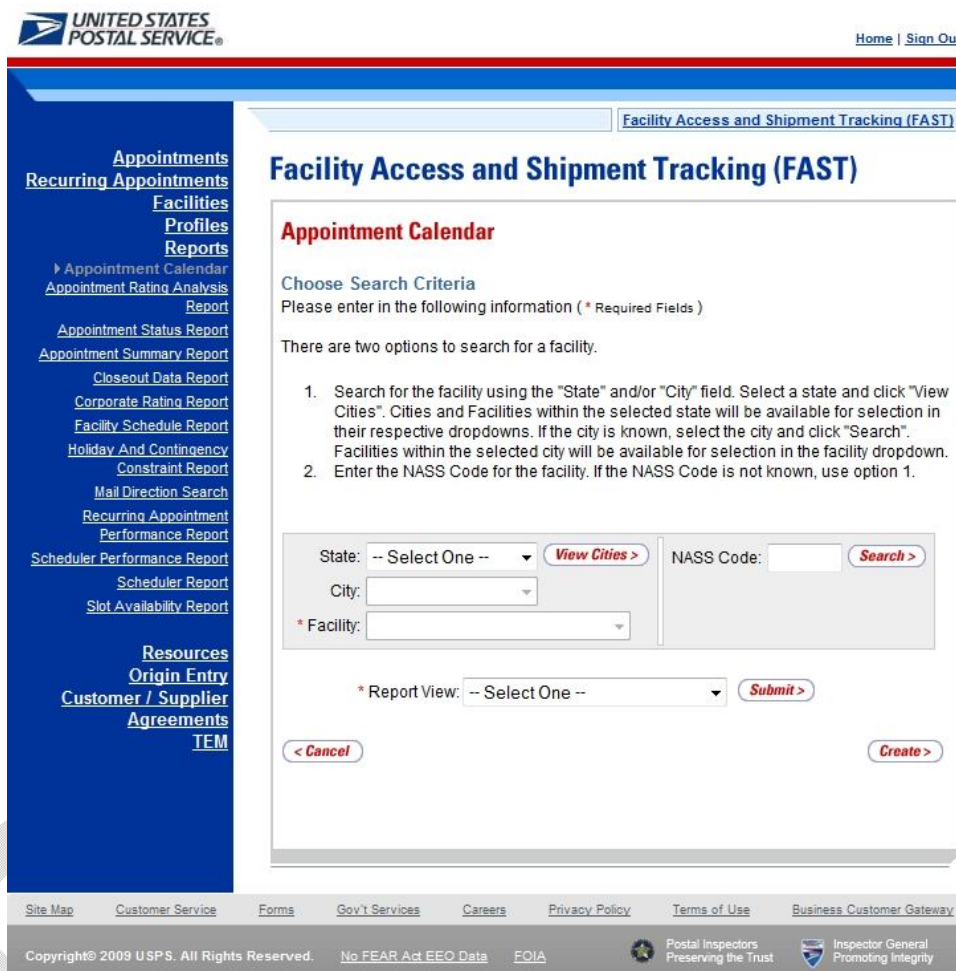 UNITED STATES
POSTAL SERVICE®
Home | Sign Ou
Facility Access and Shipment Tracking (FAST)
Appointments
Recurring Appointments
Facilities
Profiles
Reports
Appointment Calendar
Appointment Rating Analysis
Report
Appointment Status Report
Appointment Summary Report
Closeout Data Report
Corporate Rating Report
Facility Schedule Report
Holiday And Contingency
Constraint Report
Mail Direction Search
Recurring Appointment
Performance Report
Scheduler Performance Report
Scheduler Report
Slot Availability Report
Resources
Origin Entry
Customer / Supplier
Agreements
TEM
Facility Access and Shipment Tracking (FAST)
Appointment Calendar
Choose Search Criteria
Please enter in the following information ( * Required Fields )
There are two options to search for a facility.
1. Search for the facility using the "State" and/or "City" field. Select a state and click "View
Cities". Cities and Facilities within the selected state will be available for selection in
their respective dropdowns. If the city is known, select the city and click "Search".
Facilities within the selected city will be available for selection in the facility dropdown.
2. Enter the NASS Code for the facility. If the NASS Code is not known, use option 1.
State: -- Select One -- View Cities > NASS Code: Search >
City:
* Facility:
* Report View: -- Select One -- Submit >
< Cancel Create >
Site Map Customer Service Forms Gov't Services Careers Privacy Policy Terms of Use Business Customer Gateway
Copyright© 2009 USPS. All Rights Reserved. No FEAR Act EEO Data FOIA
Postal Inspectors
Preserving the Trust
Inspector General
Promoting Integrity